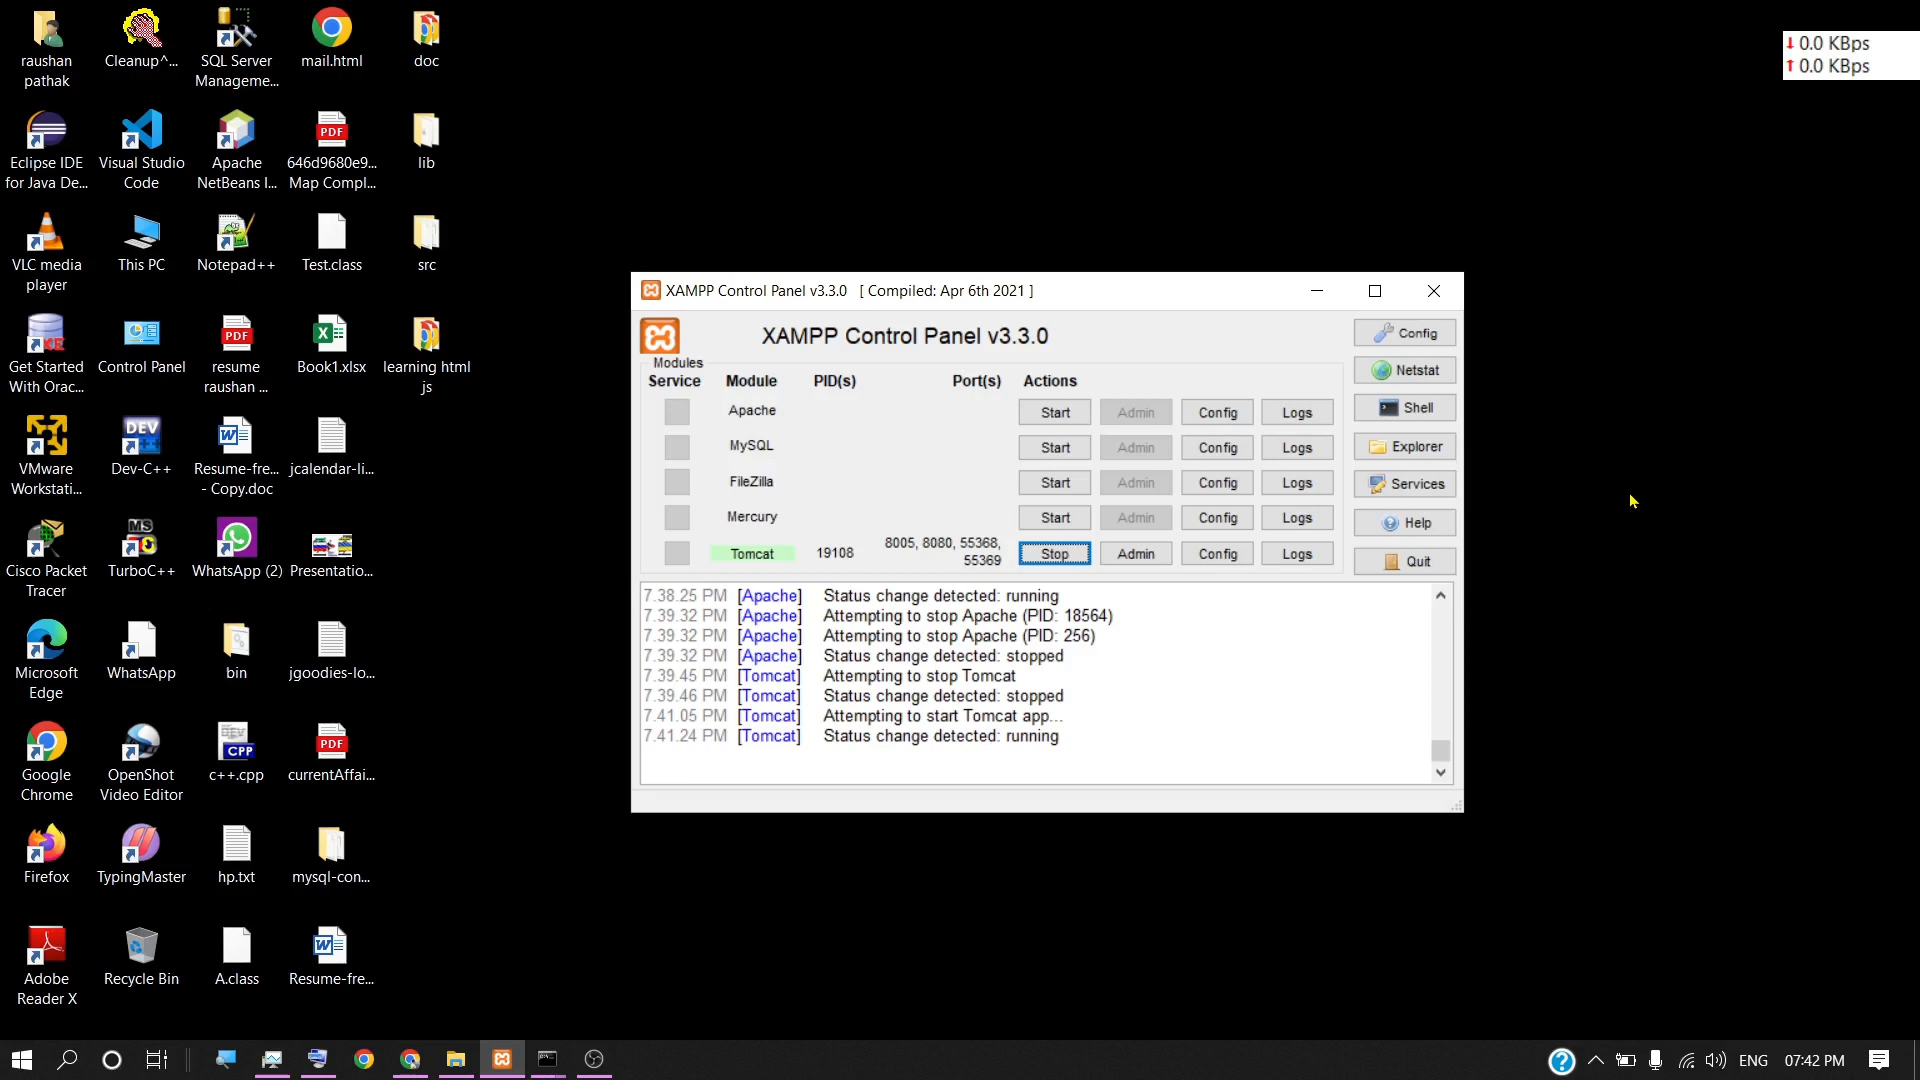 raushan
pathak
Cleanup^...
SQL Server
Manageme...
mail.html
doc
0.0 KBps
0.0 KBps
Eclipse IDE
for Java De...
Visual Studio
Code
Apache
NetBeans I...
PDF
646d9680e9...
Map Compl...
lib
VLC media
player
This PC
Notepad++
Test.class
src
Get Started
With Orac...
Control Panel
PDF
resume
raushan ...
Book1.xlsx
learning html
js
VMware
Workstati...
DEV
Dev-C++
Resume-fre...
- Copy.doc
jcalendar-li...
Cisco Packet
Tracer
MS
TurboC++
WhatsApp (2)
Presentatio...
Microsoft
Edge
WhatsApp
bin
jgoodies-lo...
Google
Chrome
OpenShot
Video Editor
CPP
c++.cpp
PDF
currentAffai...
Firefox
TypingMaster
hp.txt
mysql-con...
Adobe
Reader X
Recycle Bin
A.class
Resume-fre...
XAMPP Control Panel v3.3.0 [ Compiled: Apr 6th 2021 ]
XAMPP Control Panel v3.3.0
Config
Modules
Service Module PID(s) Port(s) Actions
Netstat
Apache Start Admin Config Logs
Shell
MySQL Start Admin Config Logs
Explorer
FileZilla Start Admin Config Logs
Services
Mercury Start Admin Config Logs
Help
Tomcat 19108 8005, 8080, 55368,
55369 Stop Admin Config Logs
Quit
7.38.25 PM [Apache] Status change detected: running
7.39.32 PM [Apache] Attempting to stop Apache (PID: 18564)
7.39.32 PM [Apache] Attempting to stop Apache (PID: 256)
7.39.32 PM [Apache] Status change detected: stopped
7.39.45 PM [Tomcat] Attempting to stop Tomcat
7.39.46 PM [Tomcat] Status change detected: stopped
7.41.05 PM [Tomcat] Attempting to start Tomcat app...
7.41.24 PM [Tomcat] Status change detected: running
ENG 07:42 PM